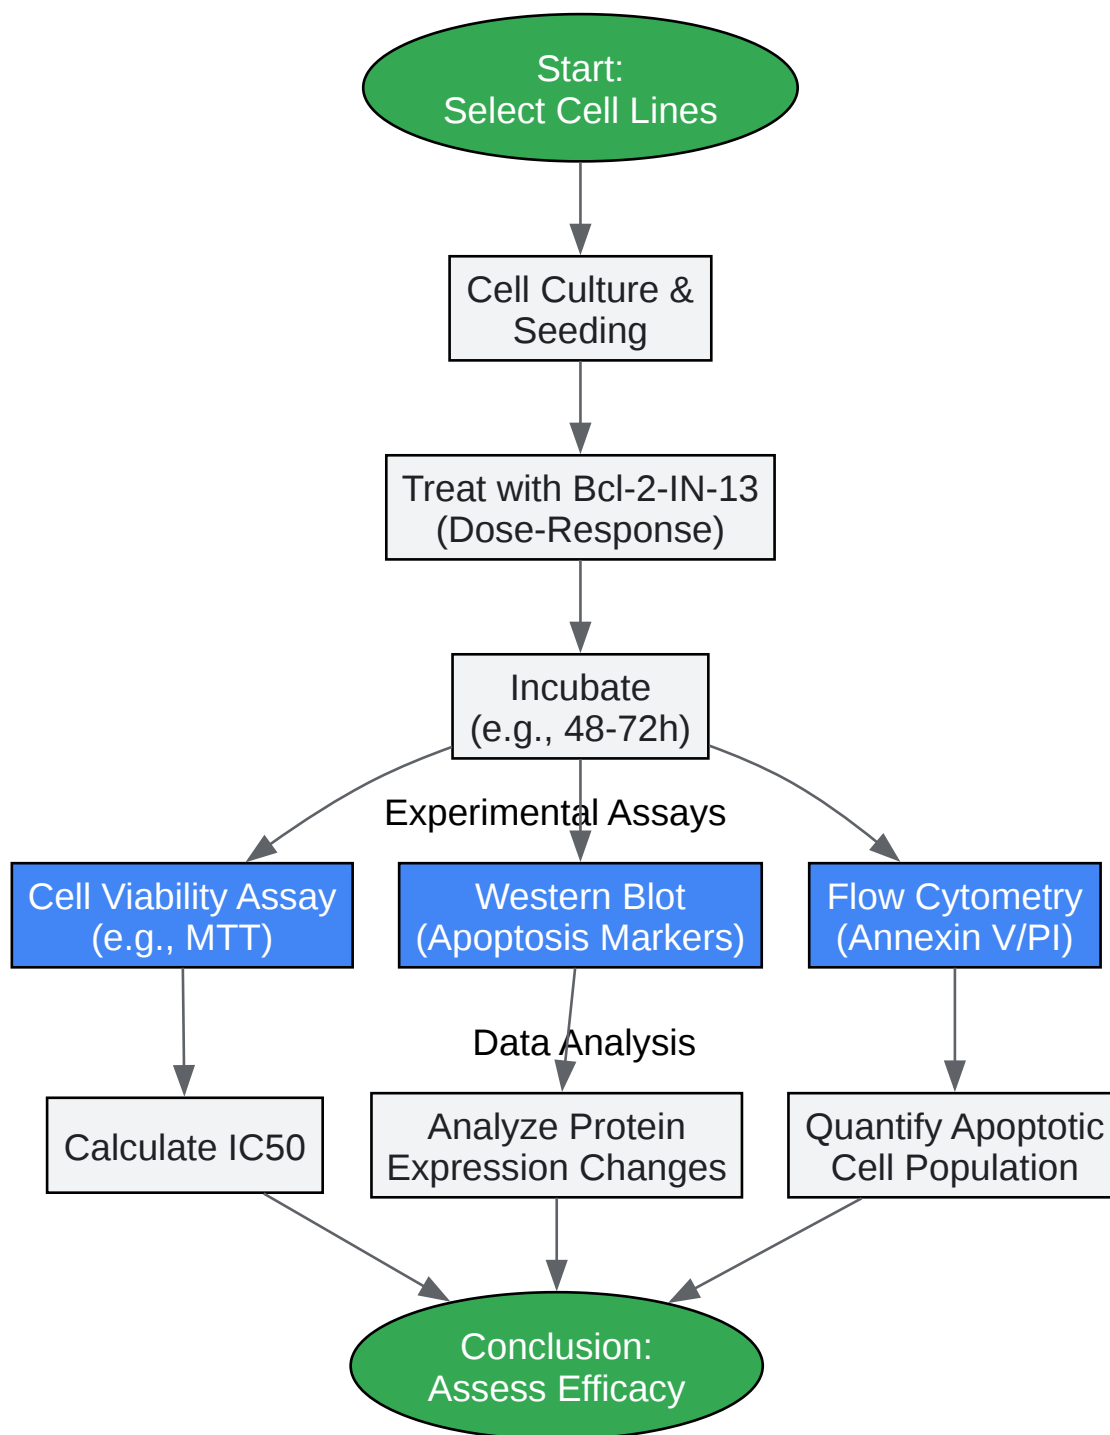 Start:
Select Cell Lines
Cell Culture &
Seeding
Treat with Bcl-2-IN-13
(Dose-Response)
Incubate
(e.g., 48-72h)
Experimental Assays
Cell Viability Assay
(e.g., MTT)
Western Blot
(Apoptosis Markers)
Flow Cytometry
(Annexin V/PI)
Data Analysis
Calculate IC50
Analyze Protein
Expression Changes
Quantify Apoptotic
Cell Population
Conclusion:
Assess Efficacy